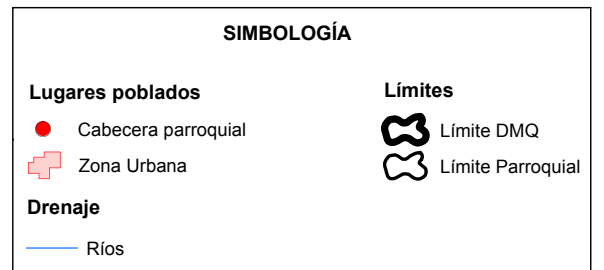 SIMBOLOGÍA
Lugares poblados
Cabecera parroquial
Zona Urbana
Drenaje
Ríos
Límites
Límite DMQ
Límite Parroquial